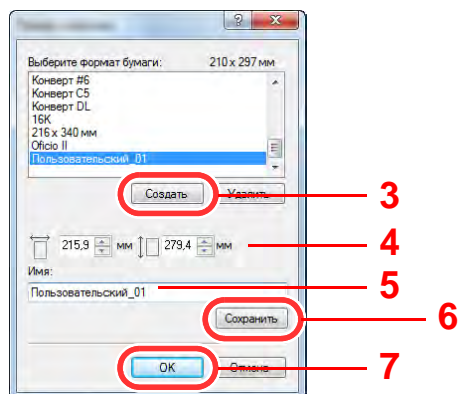 Выберите формат бумаги: 210 x 297 мм
Конверт #6
Конверт C5
Конверт DL
16K
216 x 340 мм
Oficio II
Пользовательский_01
Создать Удалить 3
215,9 мм 279,4 мм 4
Имя:
Пользовательский_01 5
Сохранить 6
OK Отмена 7